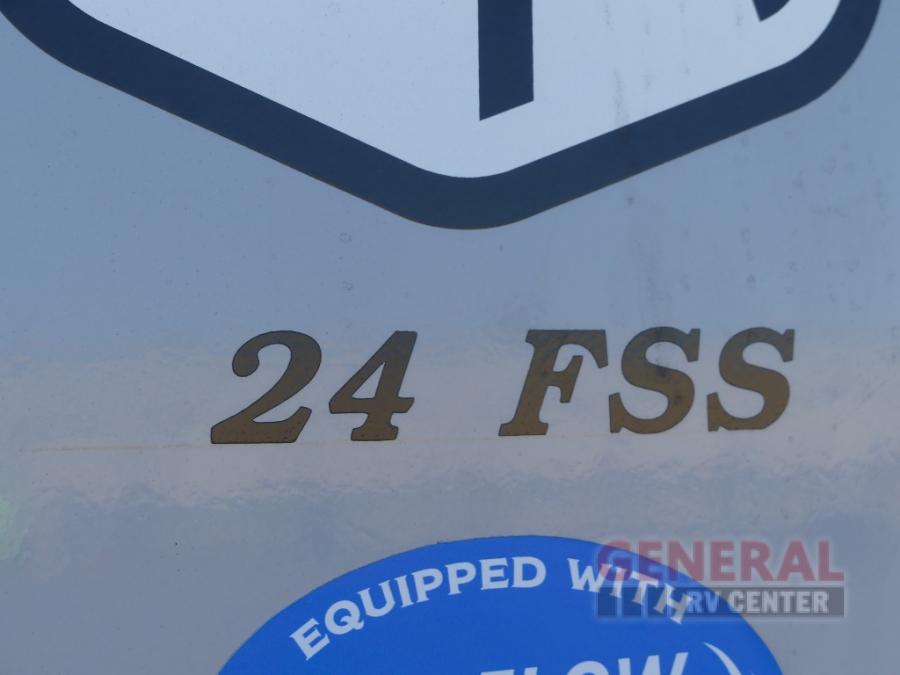 24 FSS
EQUIPPED WITH
GENERAL
RV CENTER